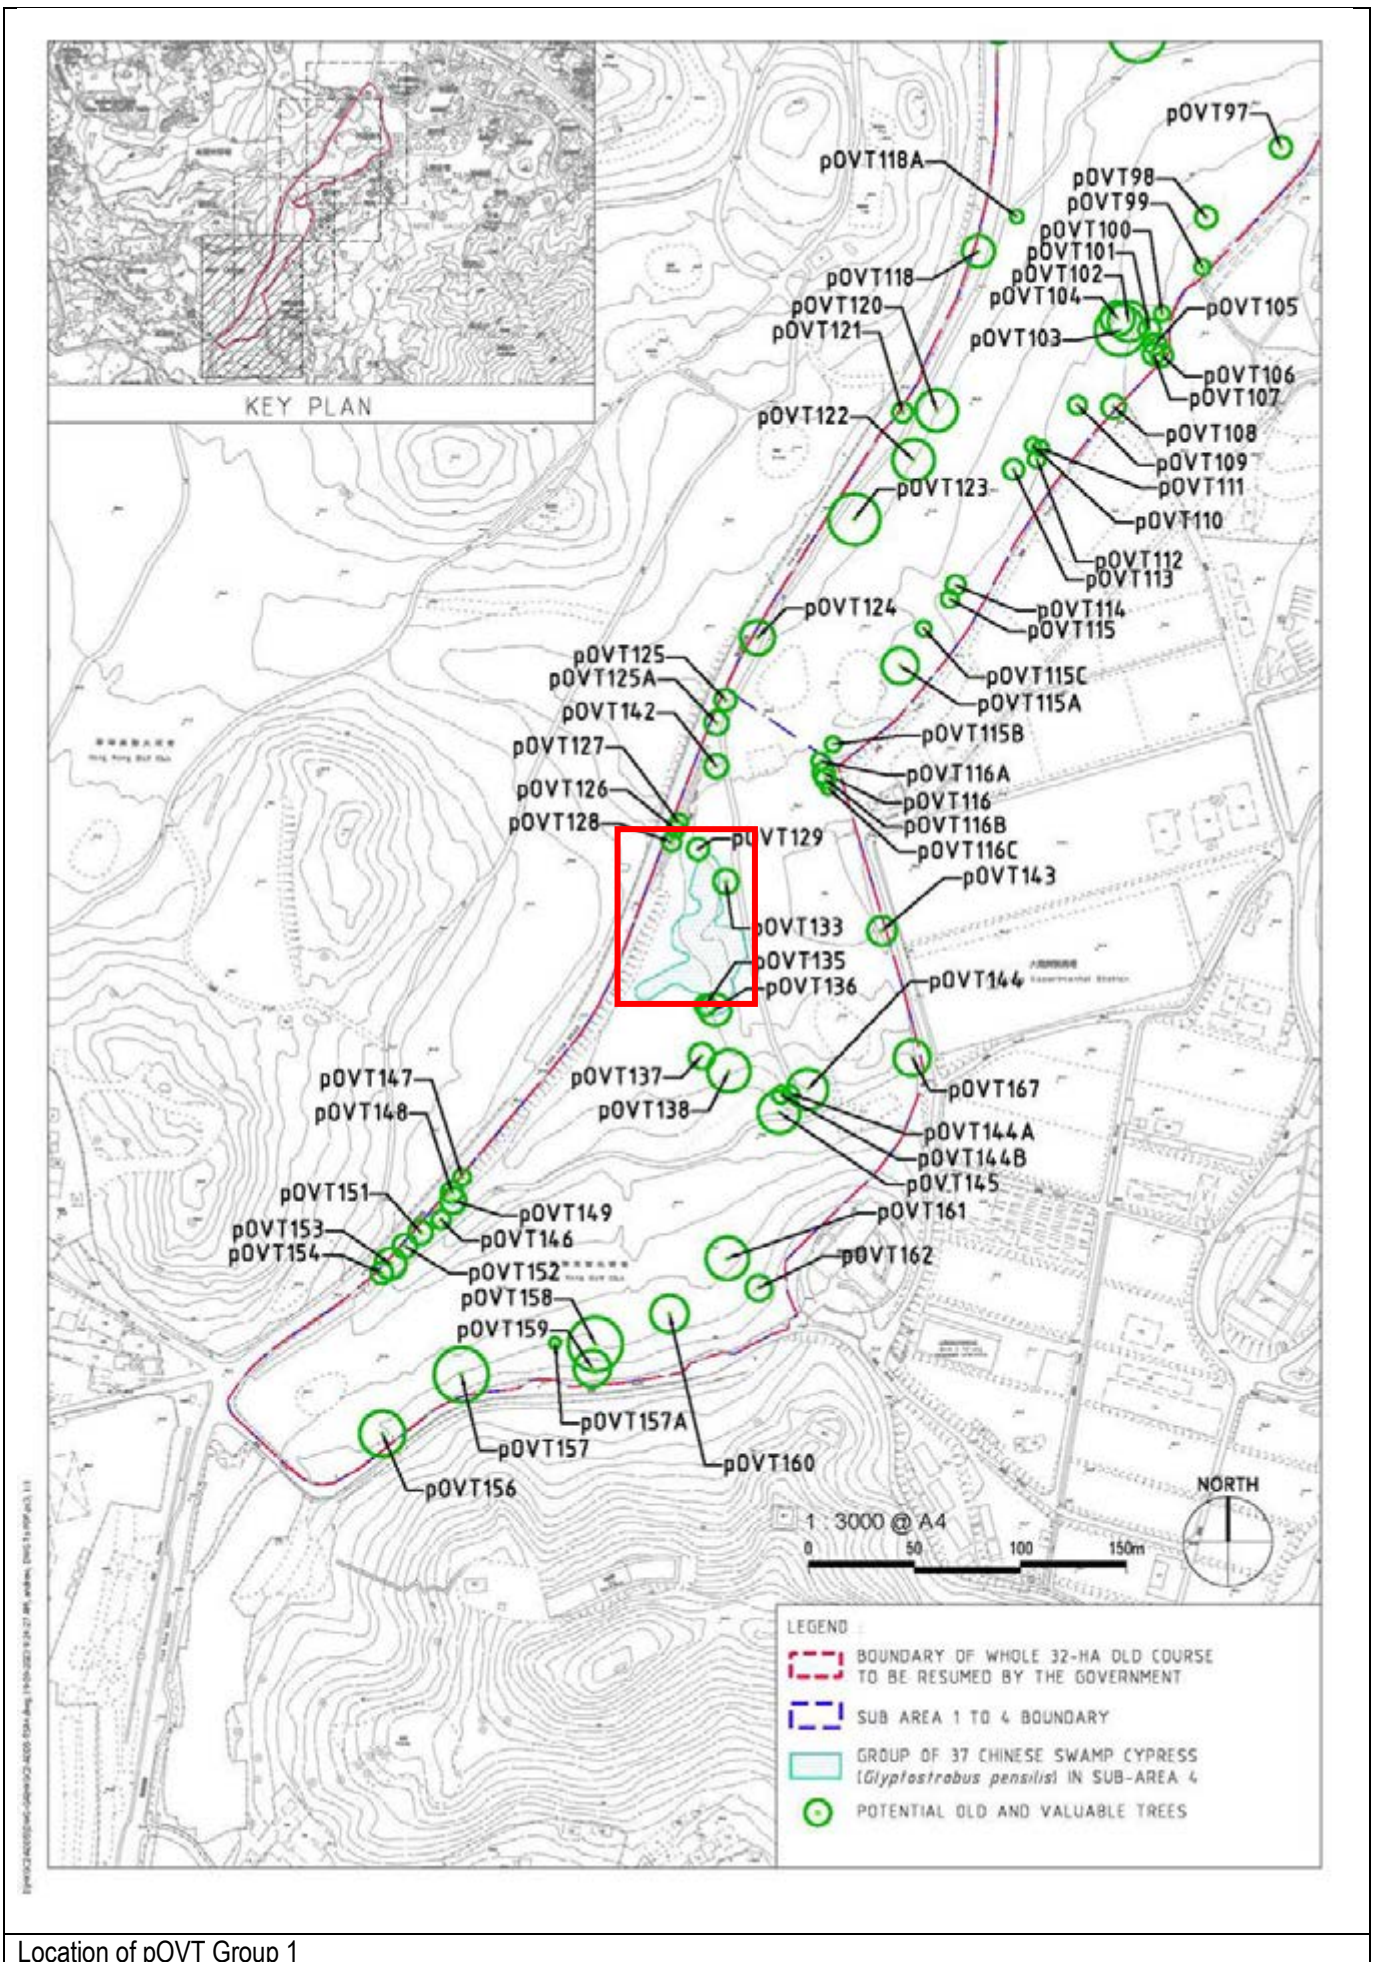 KEY PLAN
pOVT97
pOVT118A
pOVT98
pOVT99
pOVT100
pOVT101
pOVT118
pOVT102
pOVT120
pOVT104
pOVT105
pOVT121
pOVT103
pOVT106
pOVT107
pOVT122
pOVT108
pOVT109
pOVT111
pOVT123
pOVT110
pOVT112
pOVT113
pOVT124
pOVT114
pOVT115
pOVT125
pOVT125A
pOVT115C
pOVT115A
pOVT142
pOVT115B
pOVT127
pOVT116A
pOVT126
pOVT116
pOVT128
pOVT116B
pOVT129
pOVT116C
pOVT143
pOVT133
pOVT135
pOVT144
pOVT136
Experimental Station
pOVT147
pOVT137
pOVT167
pOVT148
pOVT138
pOVT144A
pOVT144B
pOVT145
pOVT151
pOVT149
pOVT161
pOVT153
pOVT146
pOVT154
pOVT162
pOVT152
pOVT158
pOVT159
pOVT157A
pOVT157
pOVT160
pOVT156
NORTH
1 : 3000 @ A4
0 50 100 150m
LEGEND :
BOUNDARY OF WHOLE 32-HA OLD COURSE
TO BE RESUMED BY THE GOVERNMENT
SUB AREA 1 TO 4 BOUNDARY
GROUP OF 37 CHINESE SWAMP CYPRESS
(Glyptostrobus pensilis) IN SUB-AREA 4
POTENTIAL OLD AND VALUABLE TREES
Location of pOVT Group 1